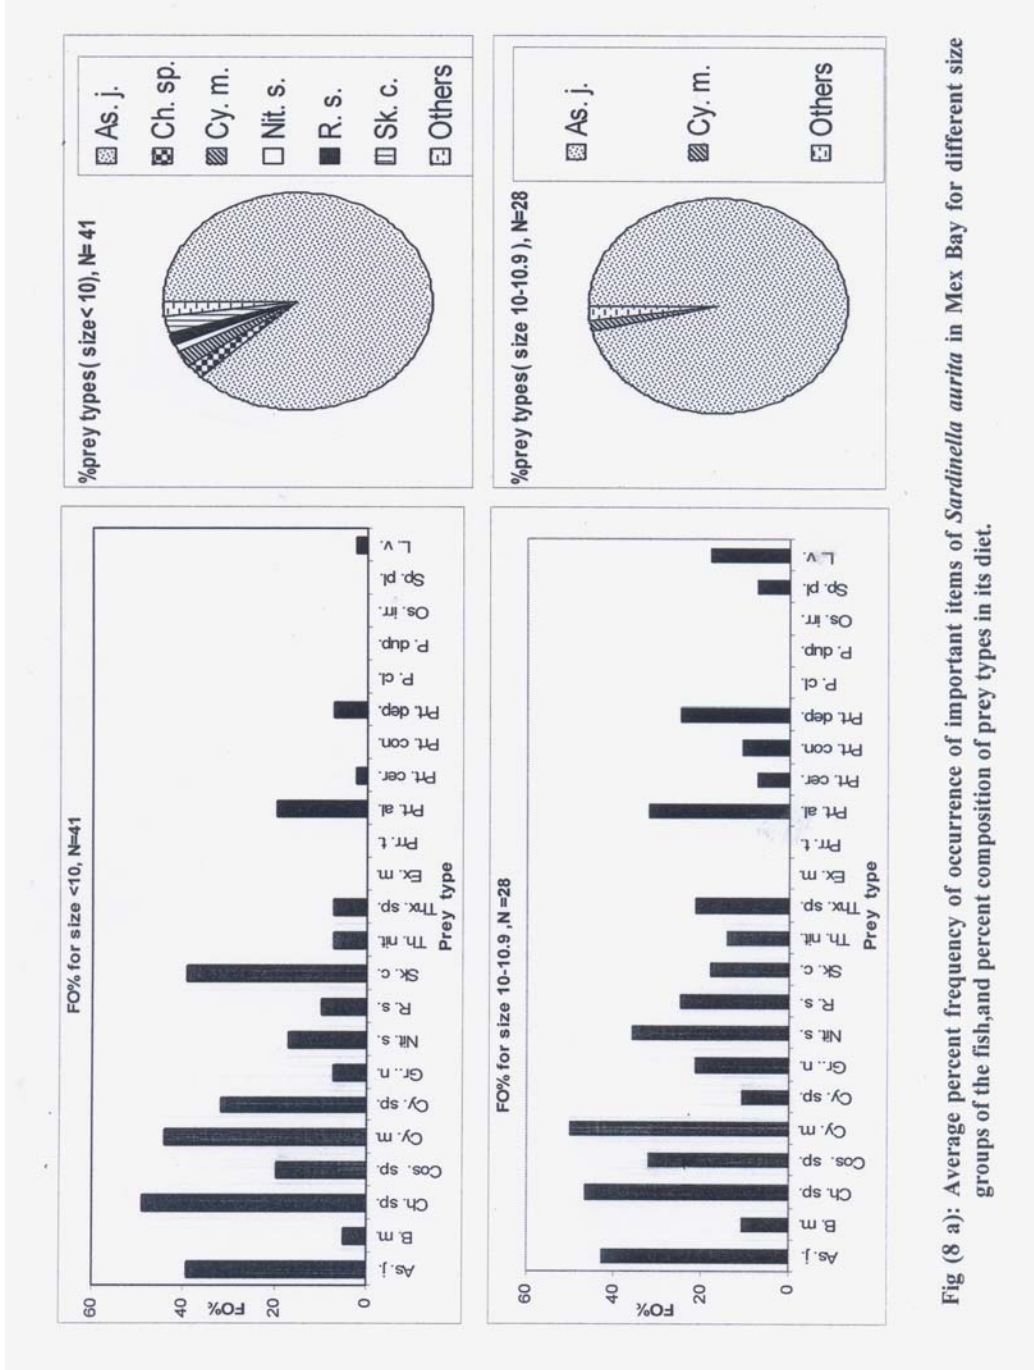 FO% for size <10, N=41
60
40
20
0
FO%
As. j.
B. m
Ch. sp.
Cos. sp.
Cy. m
Cy. sp.
Gr.. n.
Nit. s.
R. s.
Sk. c.
Th. nit.
Thx. sp.
Ex. m.
Prr. t.
Prt. al.
Prt. cer.
Prt. con.
Prt. dep.
P. cl.
P. dup.
Os. irr.
Sp. pl.
L. v.
Prey type
%prey types( size< 10), N= 41
As. j.
Ch. sp.
Cy. m.
Nit. s.
R. s.
Sk. c.
Others
FO% for size 10-10.9 ,N =28
60
40
20
0
FO%
As. j.
B. m
Ch. sp.
Cos. sp.
Cy. m
Cy. sp.
Gr.. n
Nit. s.
R. s.
Sk. c.
Th. nit.
Thx. sp.
Ex. m.
Prr. t.
Prt. al.
Prt. cer.
Prt. con
Prt. dep.
P. cl.
P. dup.
Os. irr.
Sp. pl.
L. v.
Prey type
%prey types( size 10-10.9 ), N=28
As. j.
Cy. m.
Others
Fig (8 a): Average percent frequency of occurrence of important items of Sardinella aurita in Mex Bay for different size
groups of the fish,and percent composition of prey types in its diet.